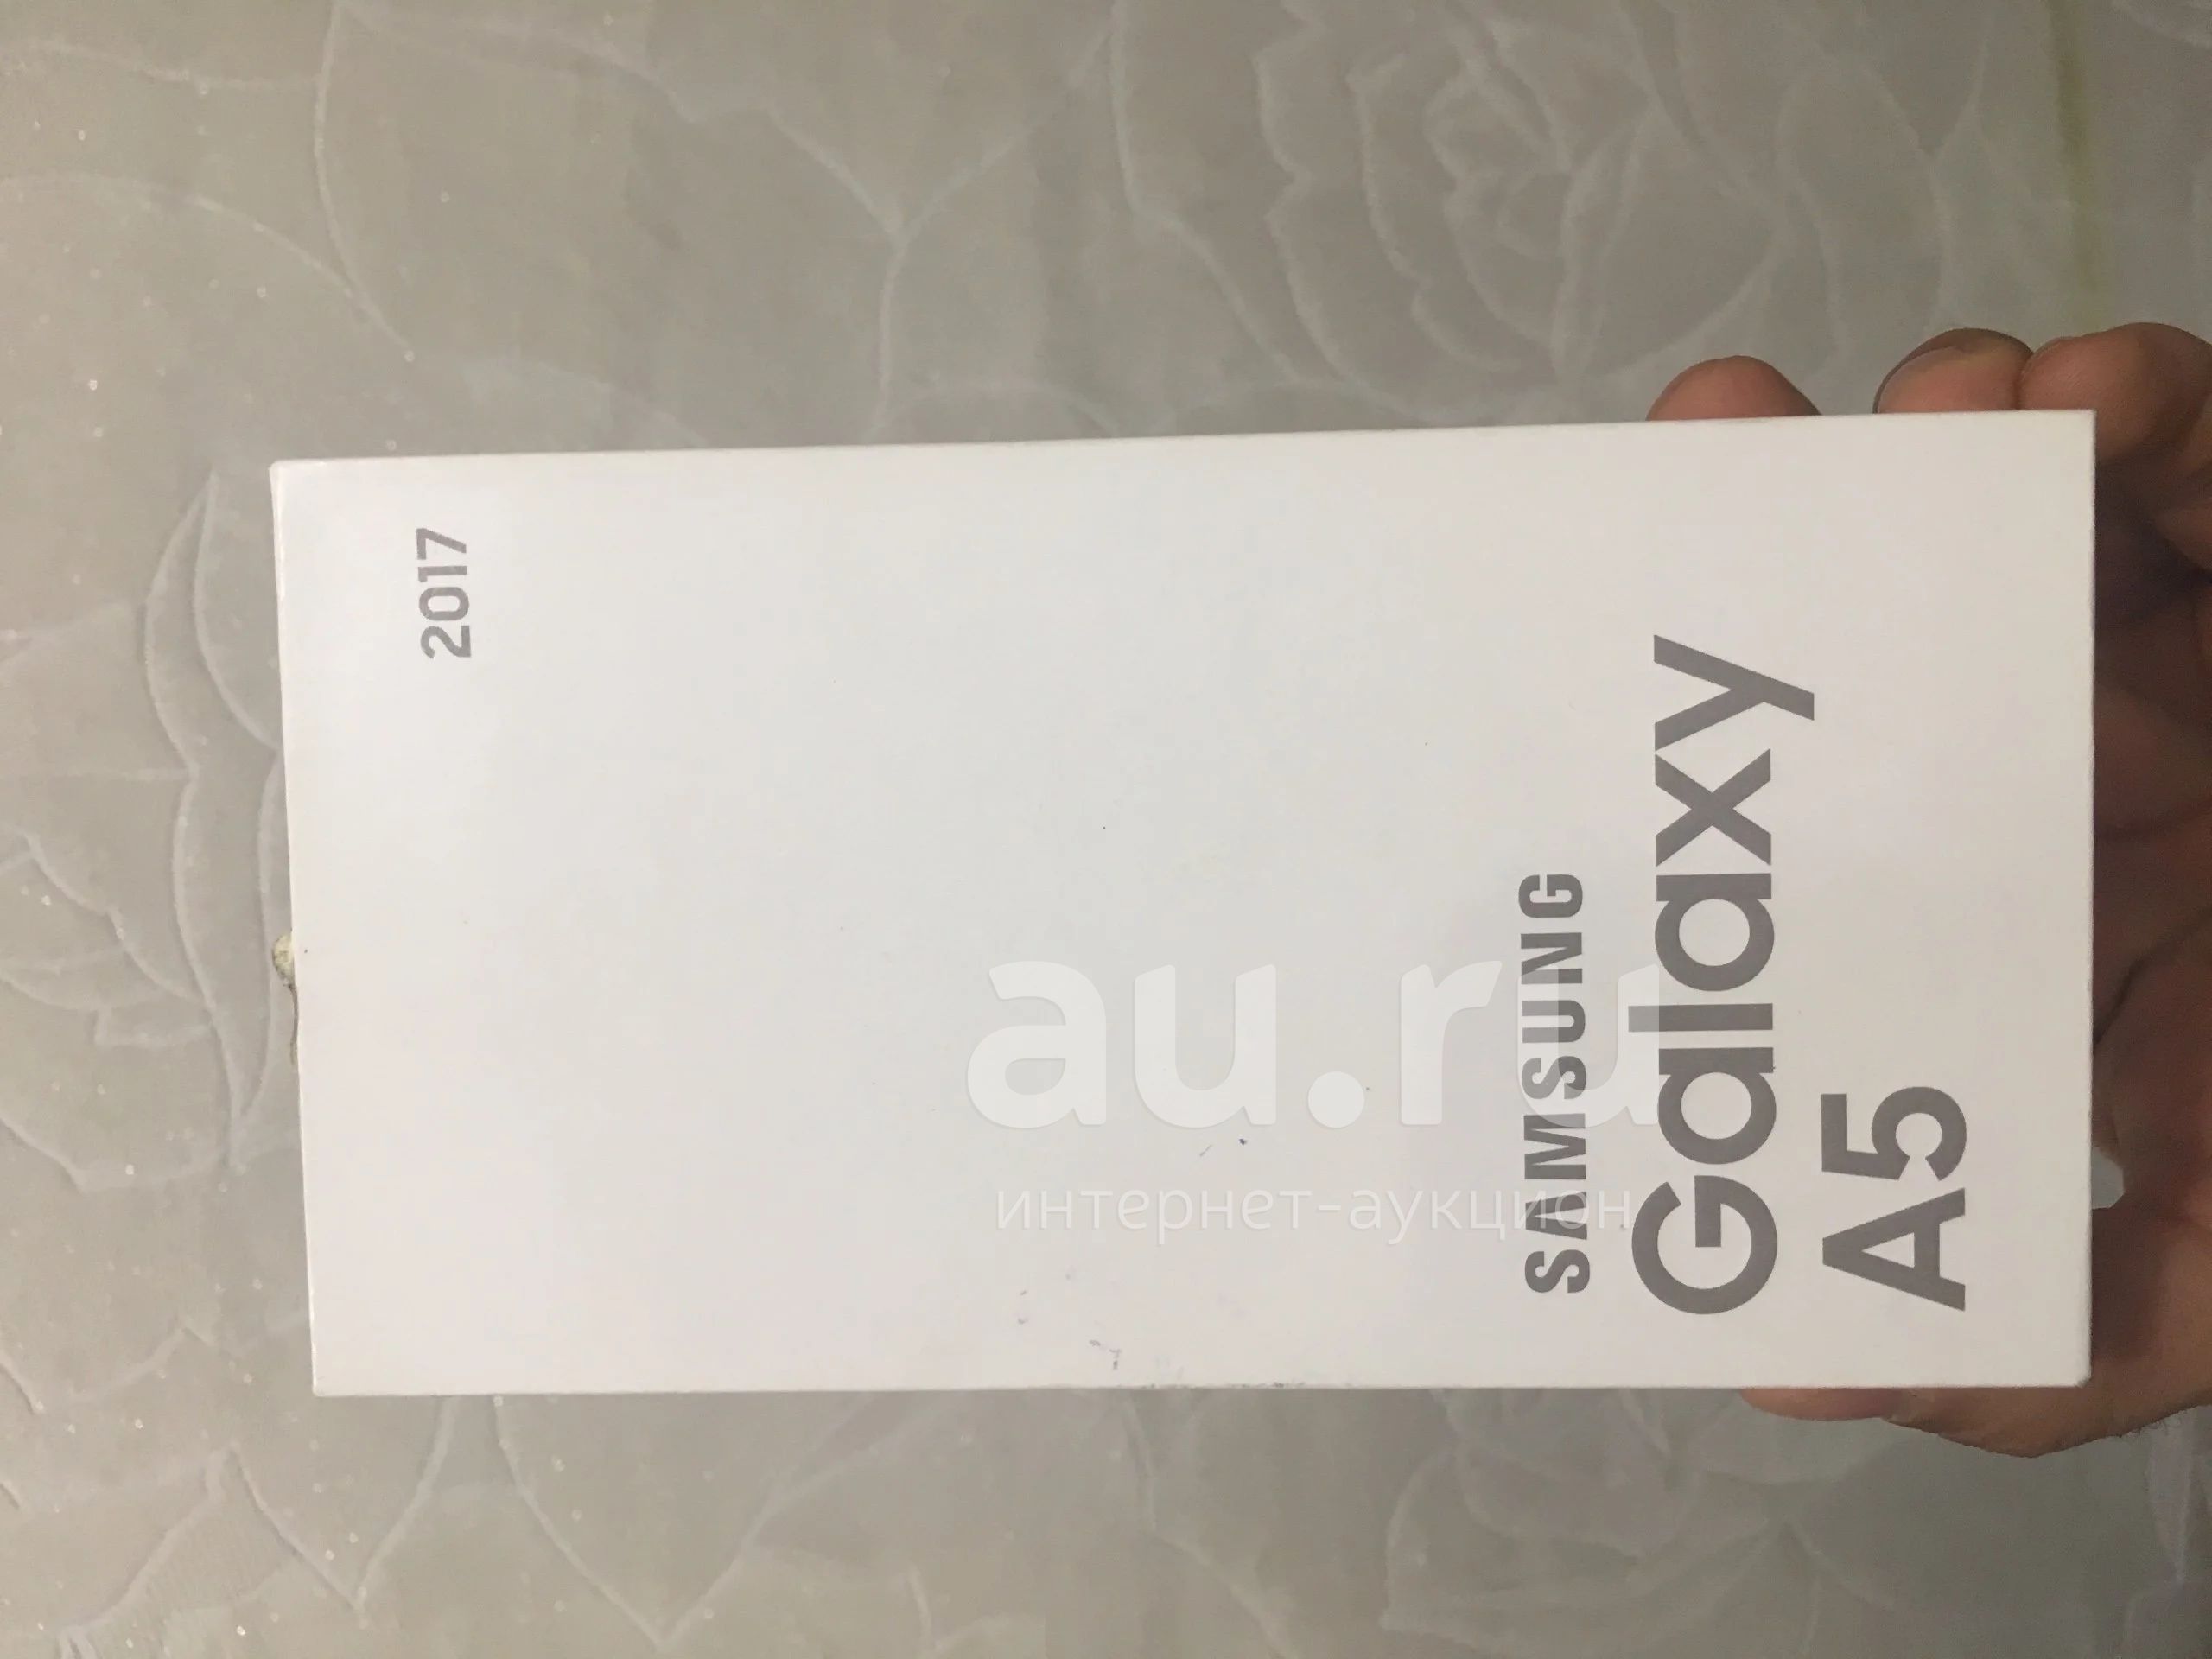 2017
SAMSUNG
Galaxy
A5
au.ru
интернет-аукцион